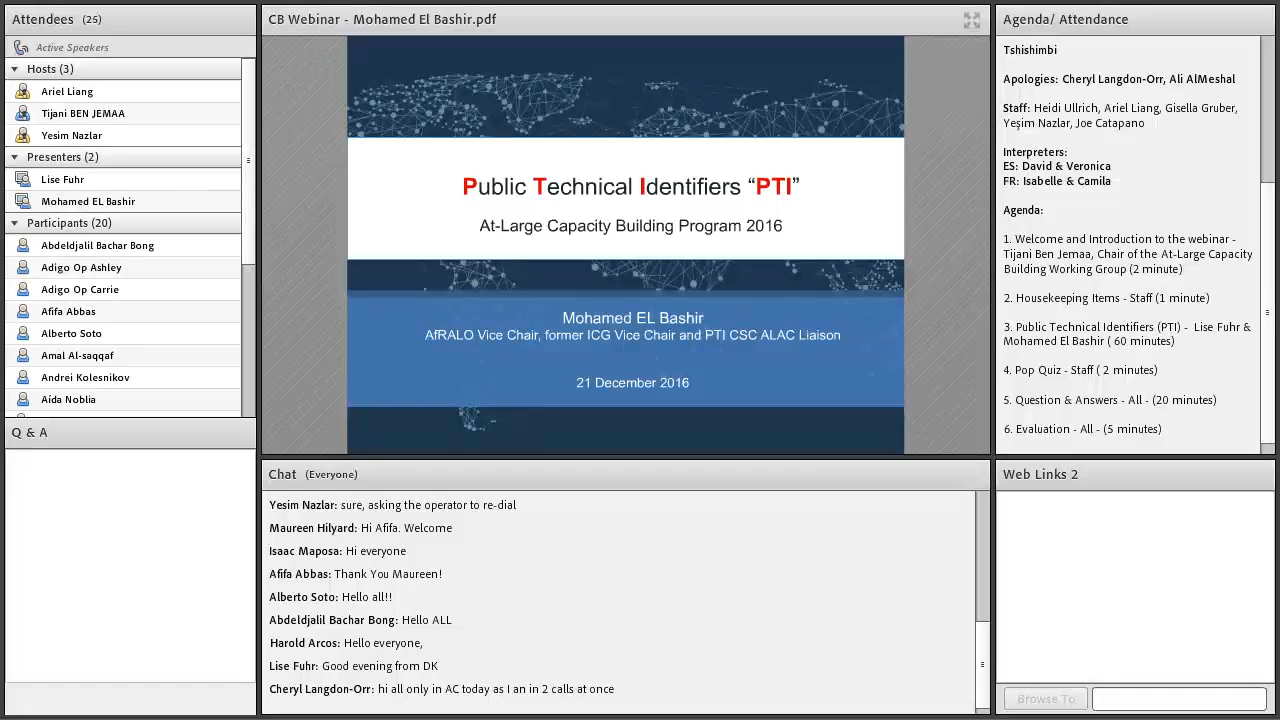 Attendees (25)
Active Speakers
Hosts (3)
Ariel Liang
Tijani BEN JEMAA
Yesim Nazlar
Presenters (2)
Lise Fuhr
Mohamed EL Bashir
Participants (20)
Abdeldjalil Bachar Bong
Adigo Op Ashley
Adigo Op Carrie
Afifa Abbas
Alberto Soto
Amal Al-saqqaf
Andrei Kolesnikov
Aída Noblia
Q & A
CB Webinar - Mohamed El Bashir.pdf
Public Technical Identifiers “PTI”
At-Large Capacity Building Program 2016
Mohamed EL Bashir
AfRALO Vice Chair, former ICG Vice Chair and PTI CSC ALAC Liaison
21 December 2016
Chat (Everyone)
Yesim Nazlar: sure, asking the operator to re-dial
Maureen Hilyard: Hi Afifa. Welcome
Isaac Maposa: Hi everyone
Afifa Abbas: Thank You Maureen!
Alberto Soto: Hello all!!
Abdeldjalil Bachar Bong: Hello ALL
Harold Arcos: Hello everyone,
Lise Fuhr: Good evening from DK
Cheryl Langdon-Orr: hi all only in AC today as I an in 2 calls at once
Agenda/ Attendance
Tshishimbi
Apologies: Cheryl Langdon-Orr, Ali AlMeshal
Staff: Heidi Ullrich, Ariel Liang, Gisella Gruber,
Yeşim Nazlar, Joe Catapano
Interpreters:
ES: David & Veronica
FR: Isabelle & Camila
Agenda:
1. Welcome and Introduction to the webinar -
Tijani Ben Jemaa, Chair of the At-Large Capacity
Building Working Group (2 minute)
2. Housekeeping Items - Staff (1 minute)
3. Public Technical Identifiers (PTI) - Lise Fuhr &
Mohamed El Bashir ( 60 minutes)
4. Pop Quiz - Staff ( 2 minutes)
5. Question & Answers - All - (20 minutes)
6. Evaluation - All - (5 minutes)
Web Links 2
Browse To